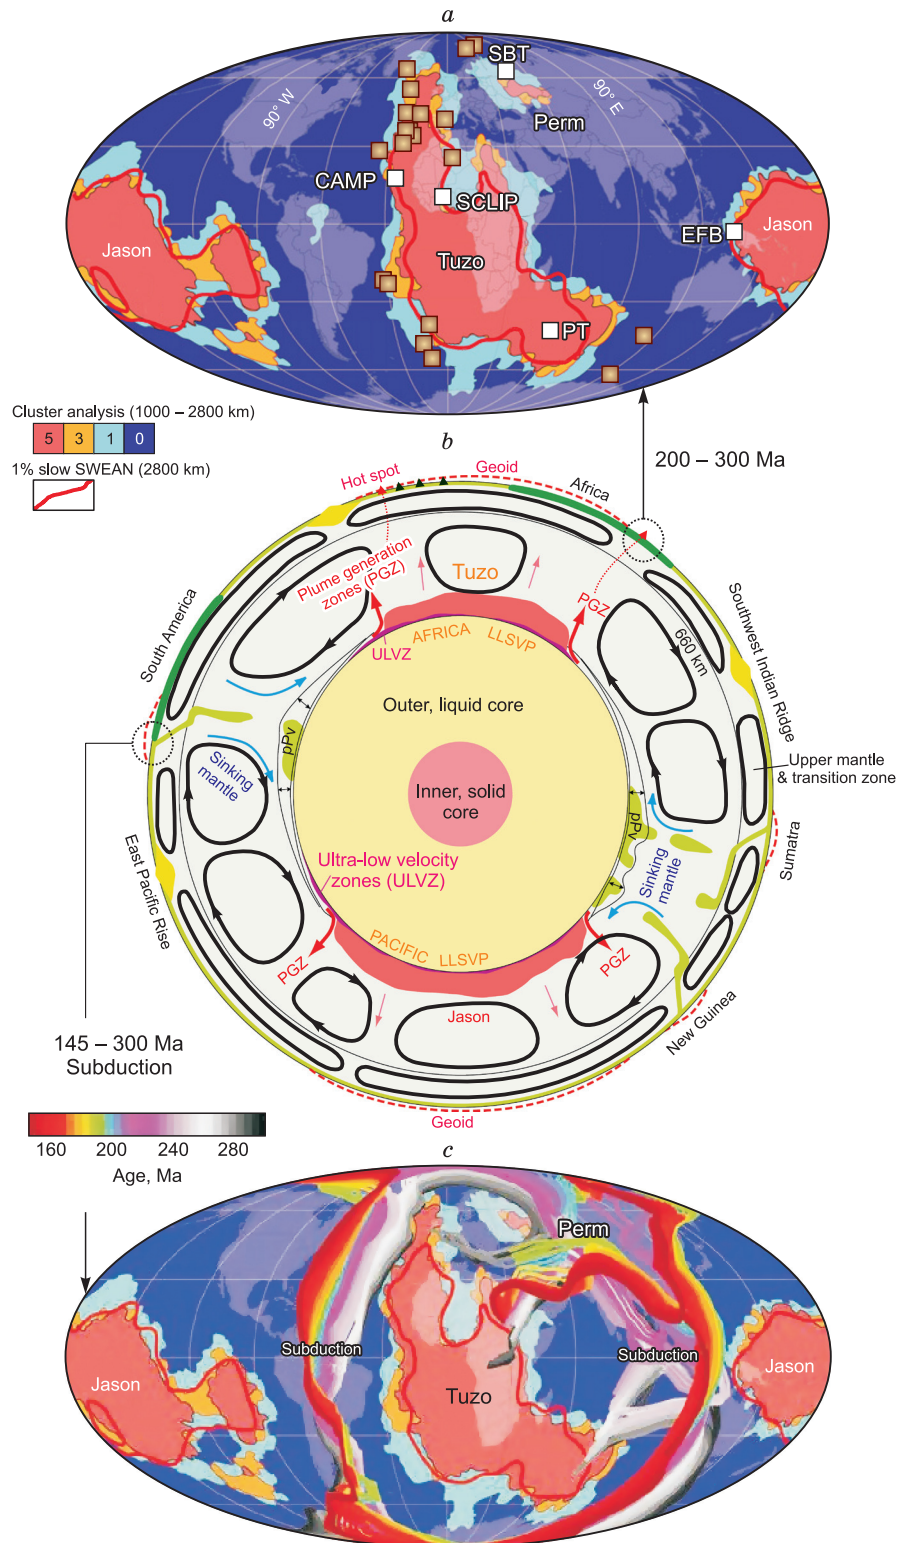 a
SBT
90° W
90° E
Perm
CAMP
SCLIP
EFB
Jason
Jason
Tuzo
PT
Cluster analysis (1000 – 2800 km)
5 3 1 0
1% slow SWEAN (2800 km)
b
200 – 300 Ma
Geoid
Hot spot
Africa
Plume generation
zones (PGZ)
Tuzo
PGZ
South America
ULVZ
AFRICA LLSVP
660 km
Southwest Indian Ridge
Outer, liquid core
pPv
Sinking
mantle
Inner, solid
core
Upper mantle
& transition zone
pPv
Sinking
mantle
Sumatra
East Pacific Rise
Ultra-low velocity
zones (ULVZ)
PACIFIC LLSVP
PGZ
PGZ
Jason
New Guinea
145 – 300 Ma
Subduction
Geoid
160 200 240 280
Age, Ma
c
Perm
Subduction
Subduction
Jason
Jason
Tuzo